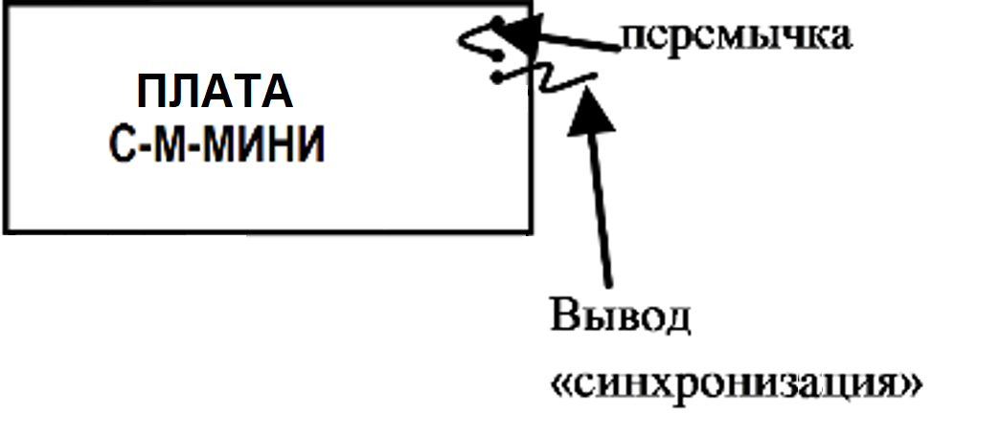 ПЛАТА
С-М-МИНИ
перемычка
Вывод
«синхронизация»